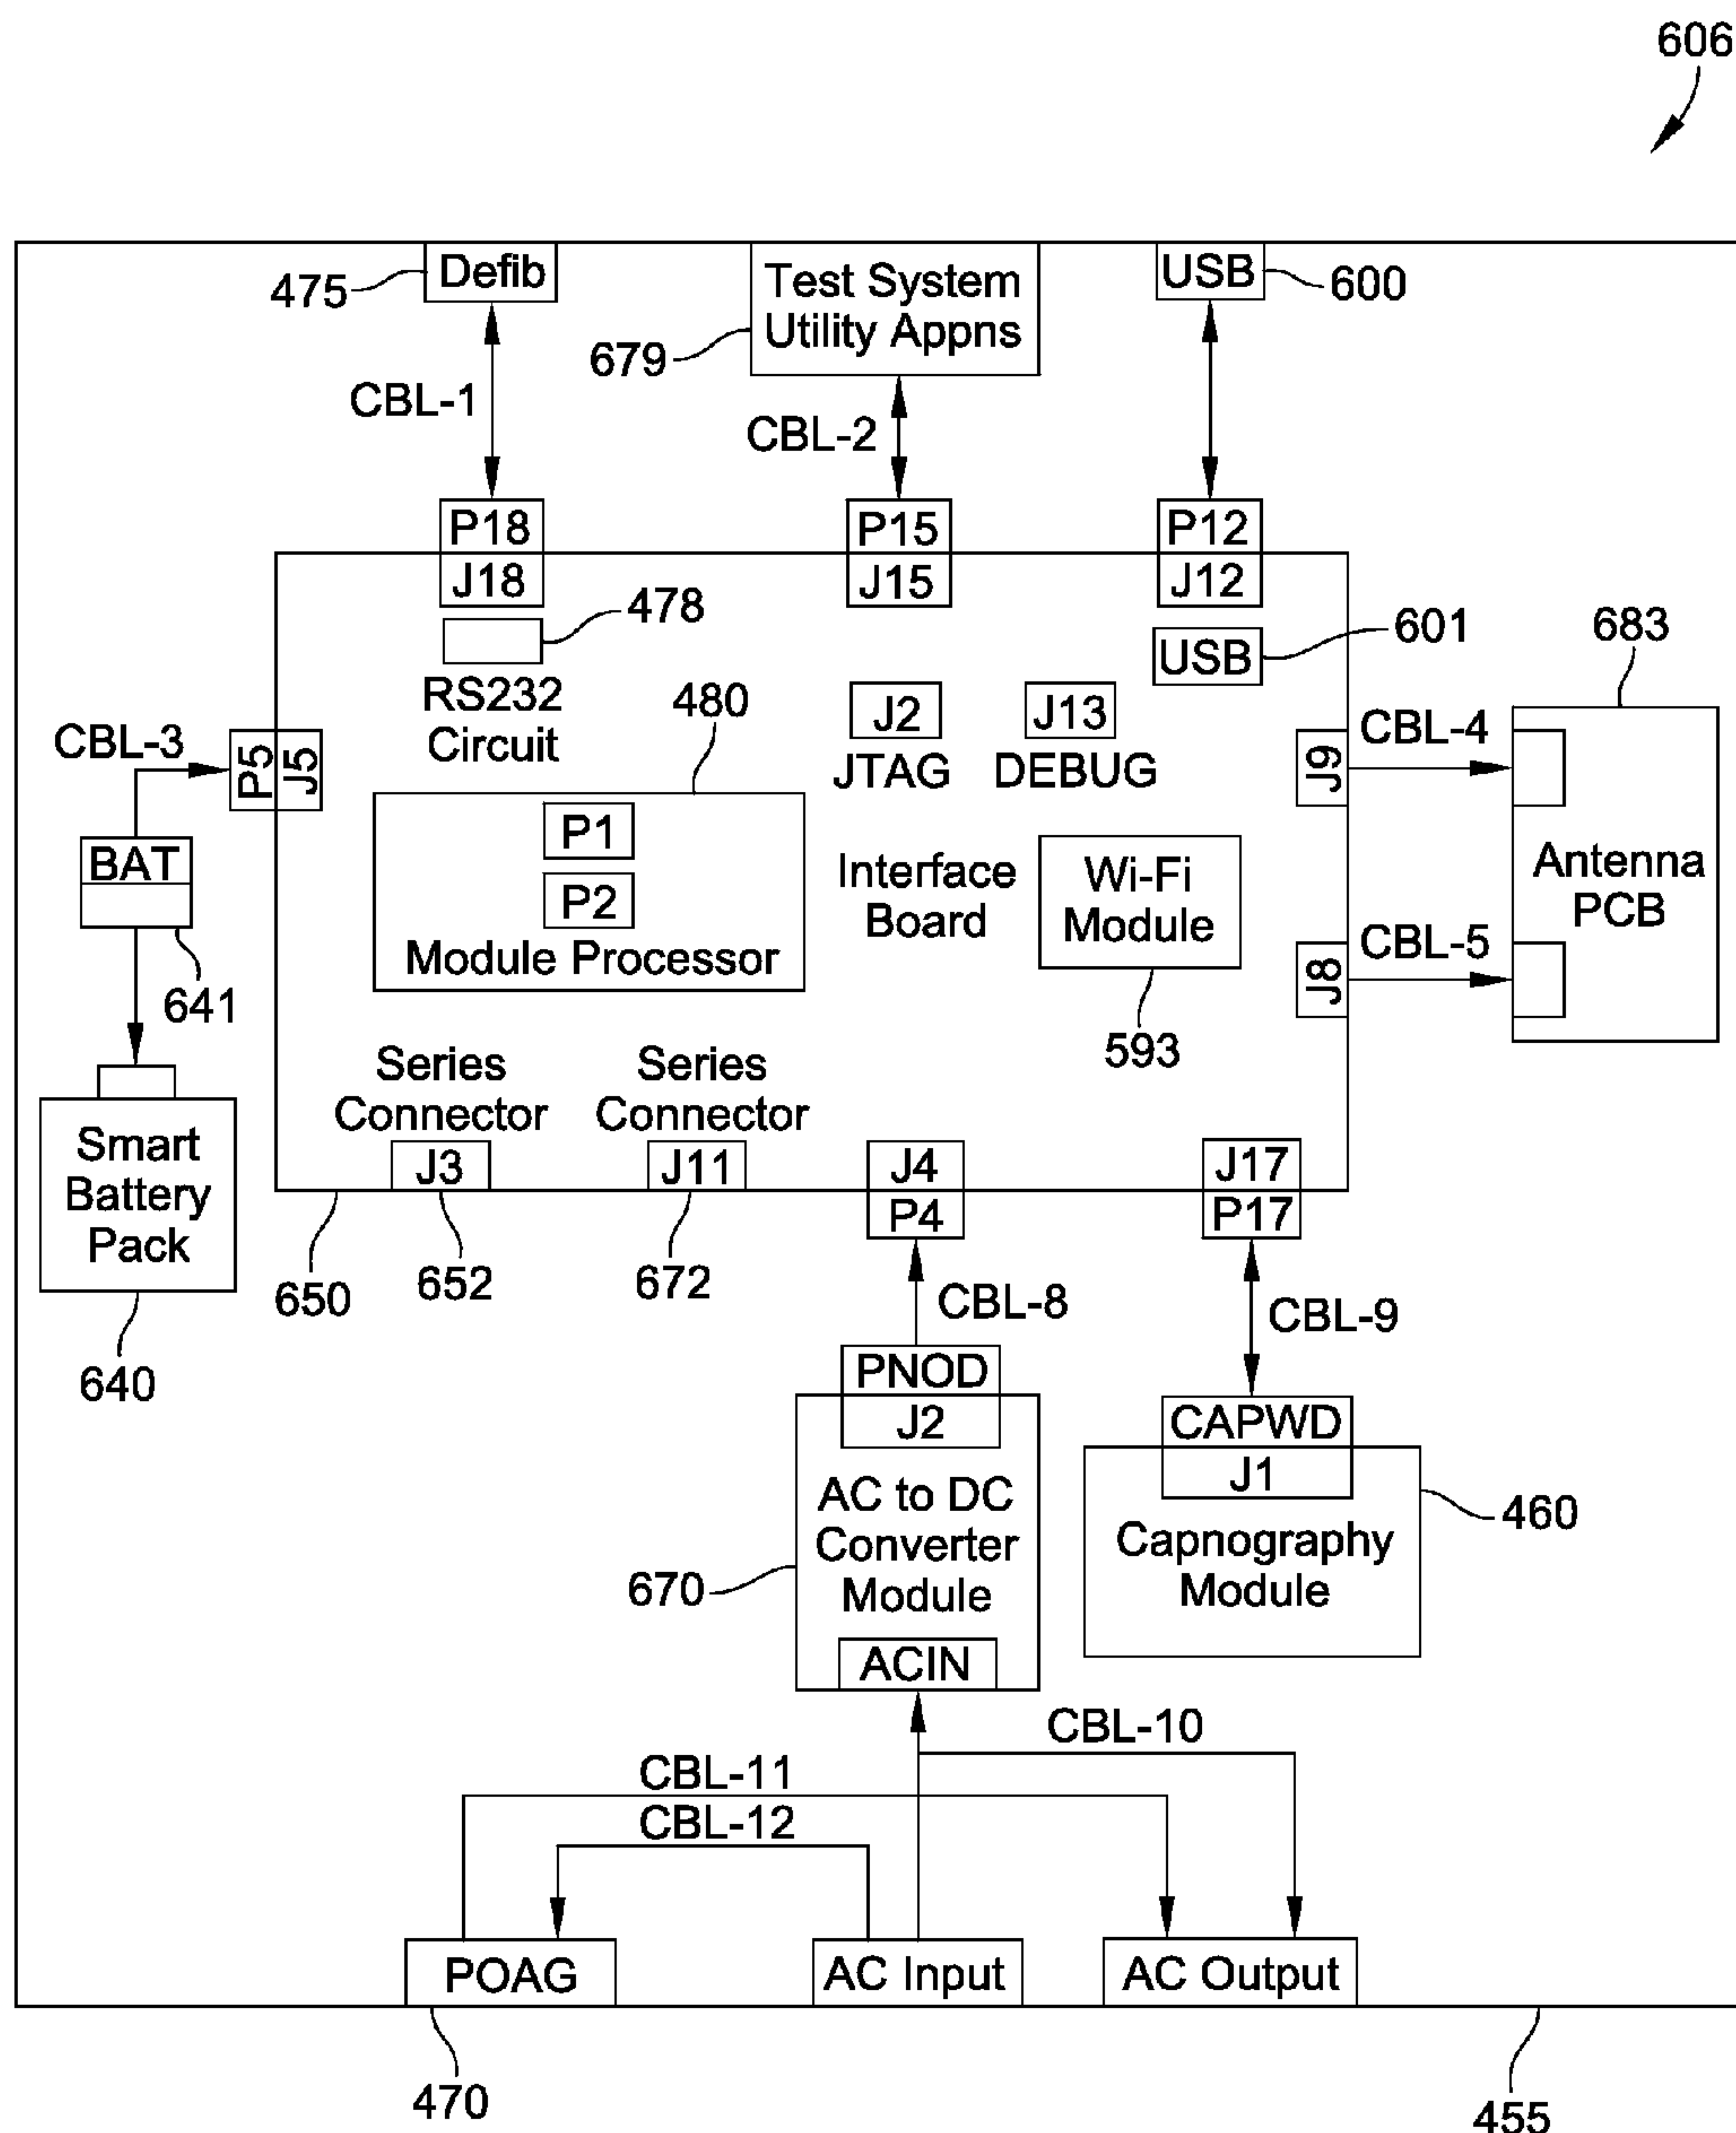 606
Defib
475
Test System
Utility Appns
679
USB
600
CBL-1
CBL-2
P18
J18
P15
J15
P12
J12
478
RS232
Circuit
USB
601
683
480
J2
JTAG
J13
DEBUG
CBL-3
P5
J5
J9
CBL-4
P1
P2
Module Processor
Interface
Board
Wi-Fi
Module
593
Antenna
PCB
BAT
641
J8
CBL-5
Smart
Battery
Pack
640
Series
Connector
J3
Series
Connector
J11
J4
P4
J17
P17
650
652
672
CBL-8
CBL-9
PNOD
J2
AC to DC
Converter
Module
ACIN
670
CAPWD
J1
Capnography
Module
460
CBL-10
CBL-11
CBL-12
POAG
AC Input
AC Output
470
455